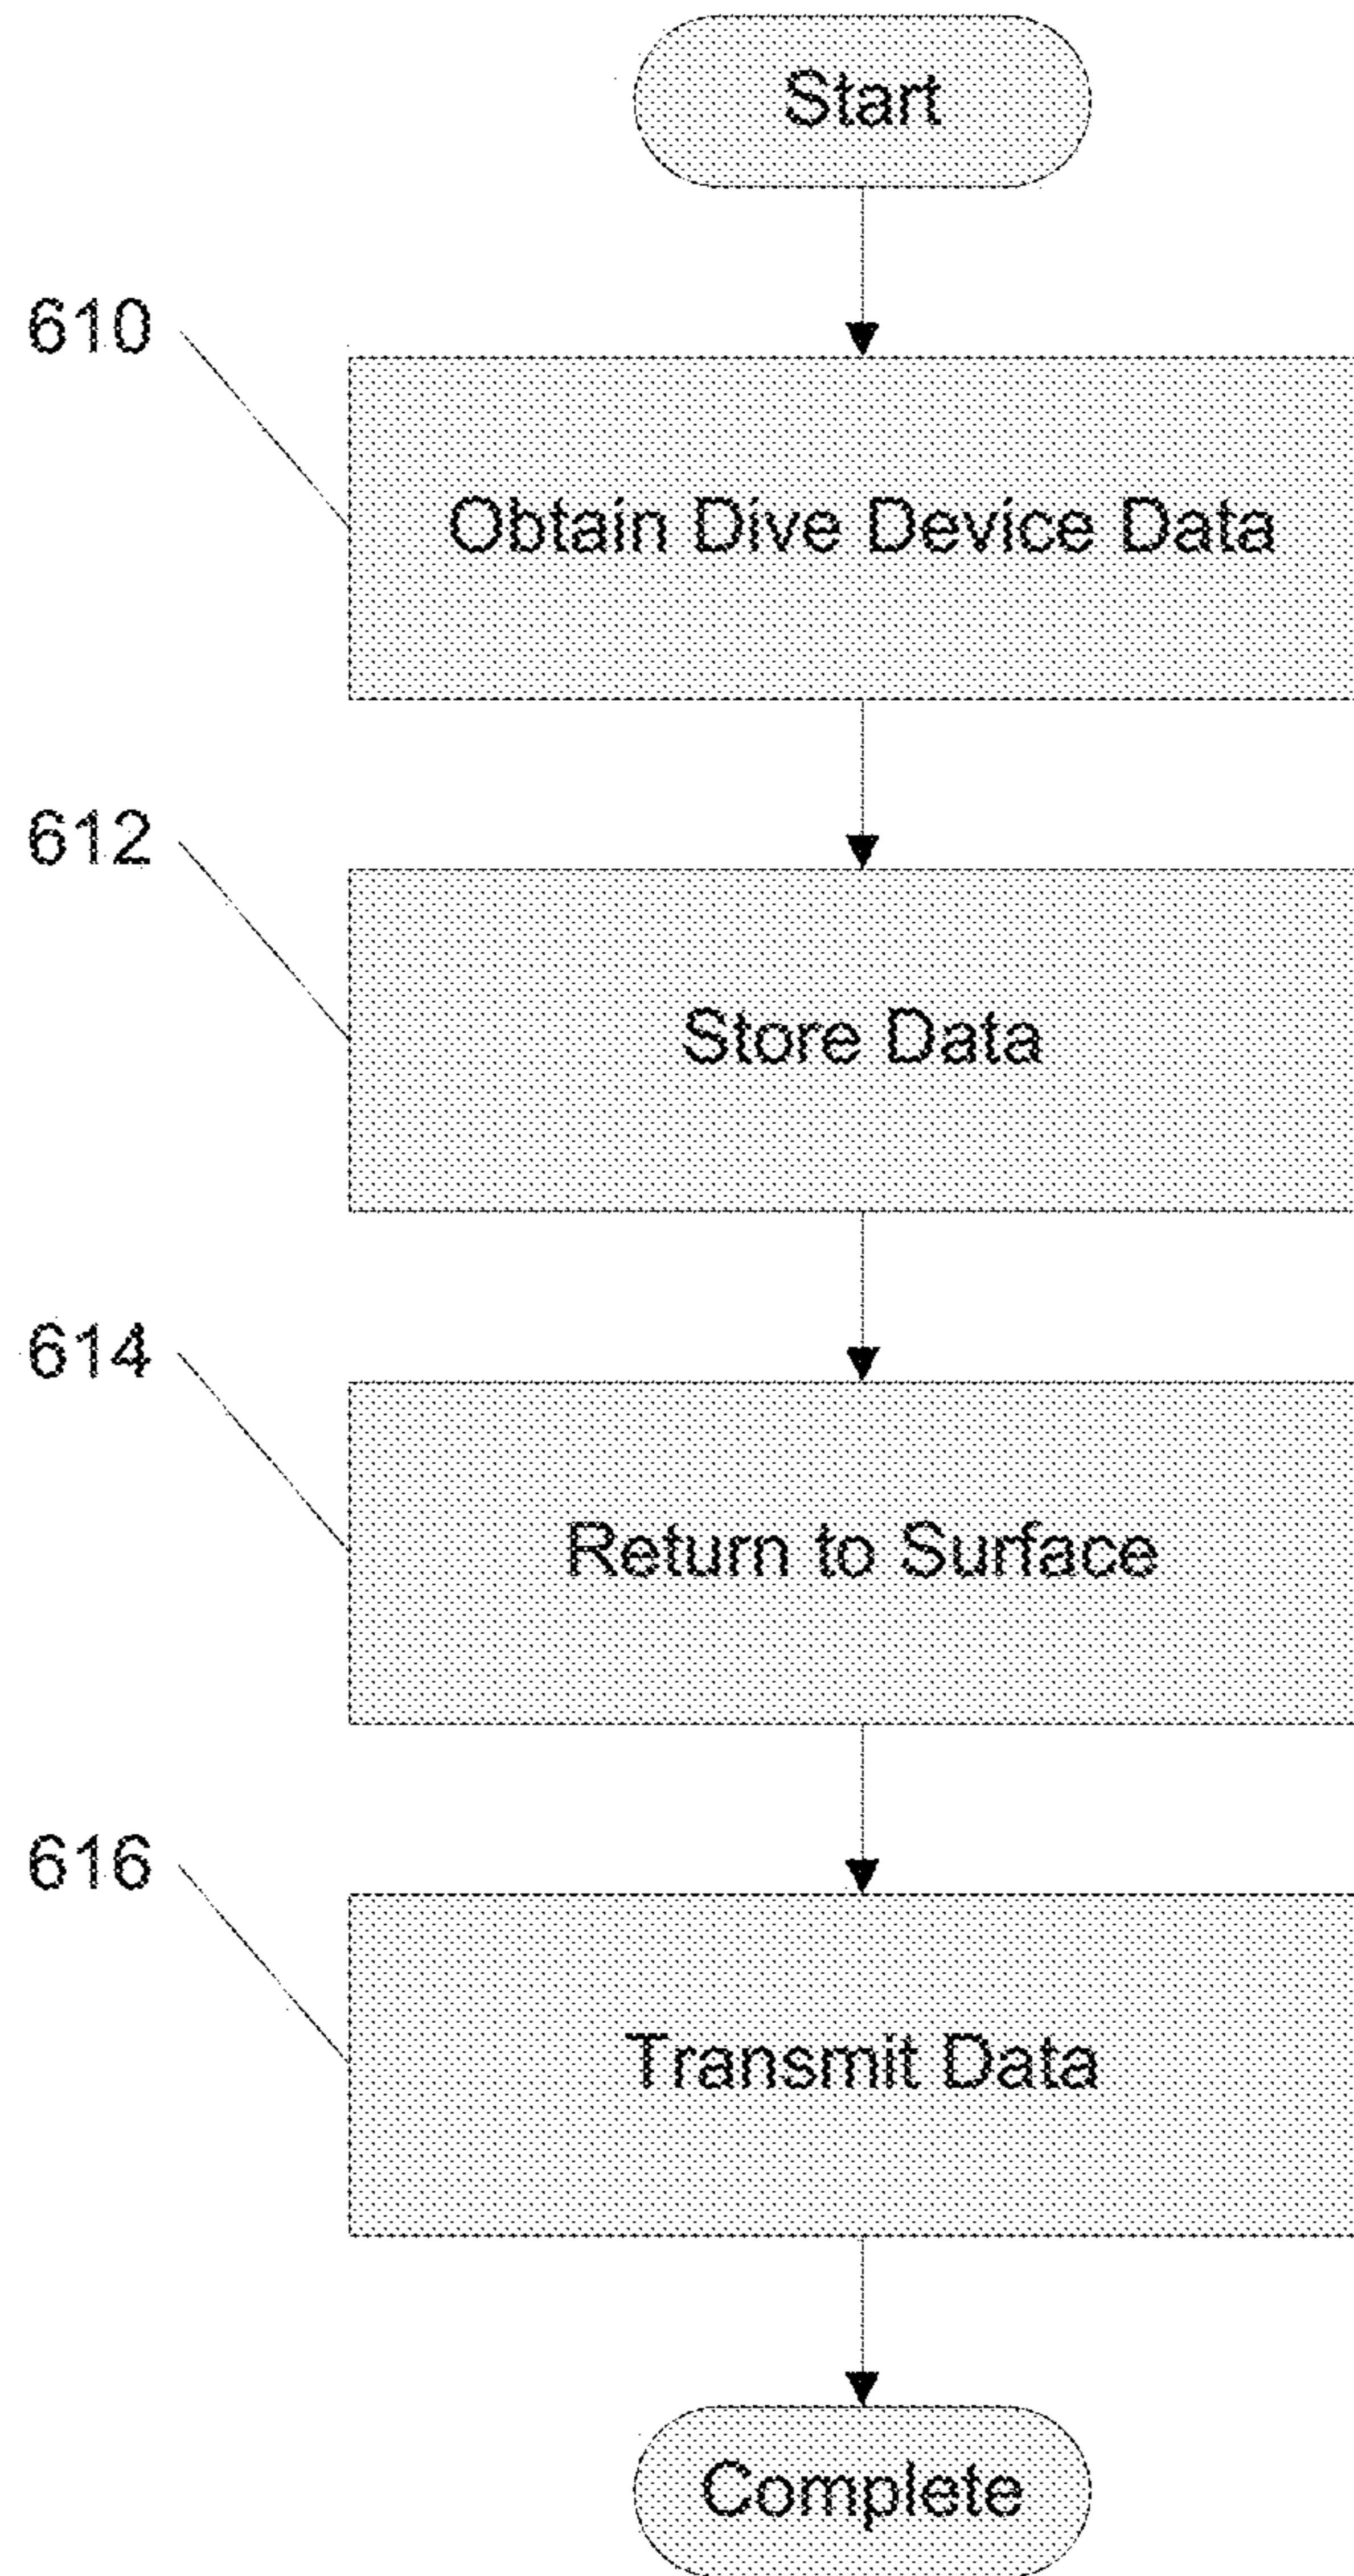 Start
610
Obtain Dive Device Data
612
Store Data
614
Return to Surface
616
Transmit Data
Complete